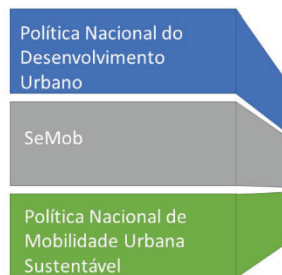 Política Nacional do
Desenvolvimento
Urbano
SeMob
Política Nacional de
Mobilidade Urbana
Sustentável